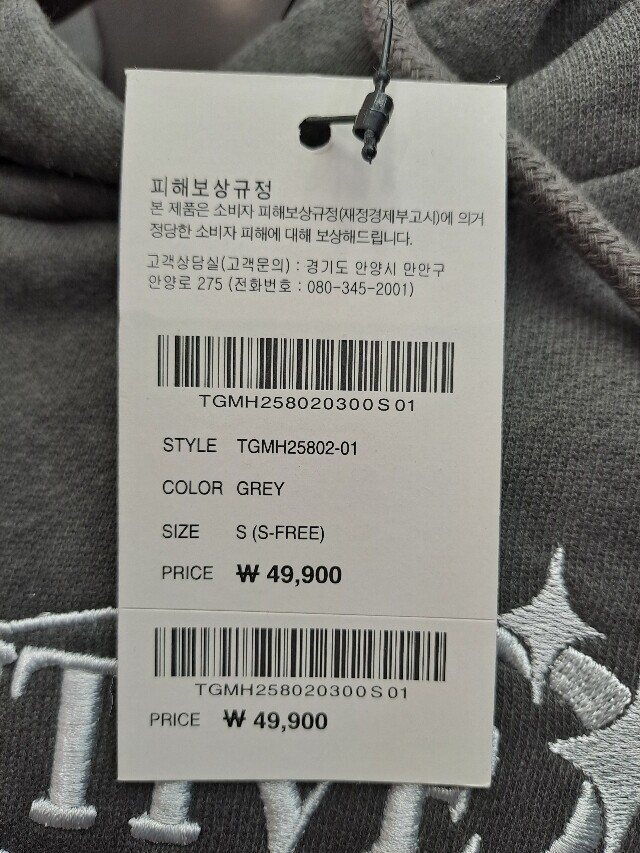 피해보상규정
본 제품은 소비자 피해보상규정(재정경제부고시)에 의거
정당한 소비자 피해에 대해 보상해드립니다.
고객상담실(고객문의) : 경기도 안양시 만안구
안양로 275 (전화번호 : 080-345-2001)
TGMH258020300S01
STYLE TGMH25802-01
COLOR GREY
SIZE S (S-FREE)
PRICE ₩ 49,900
TGMH258020300S01
PRICE ₩ 49,900